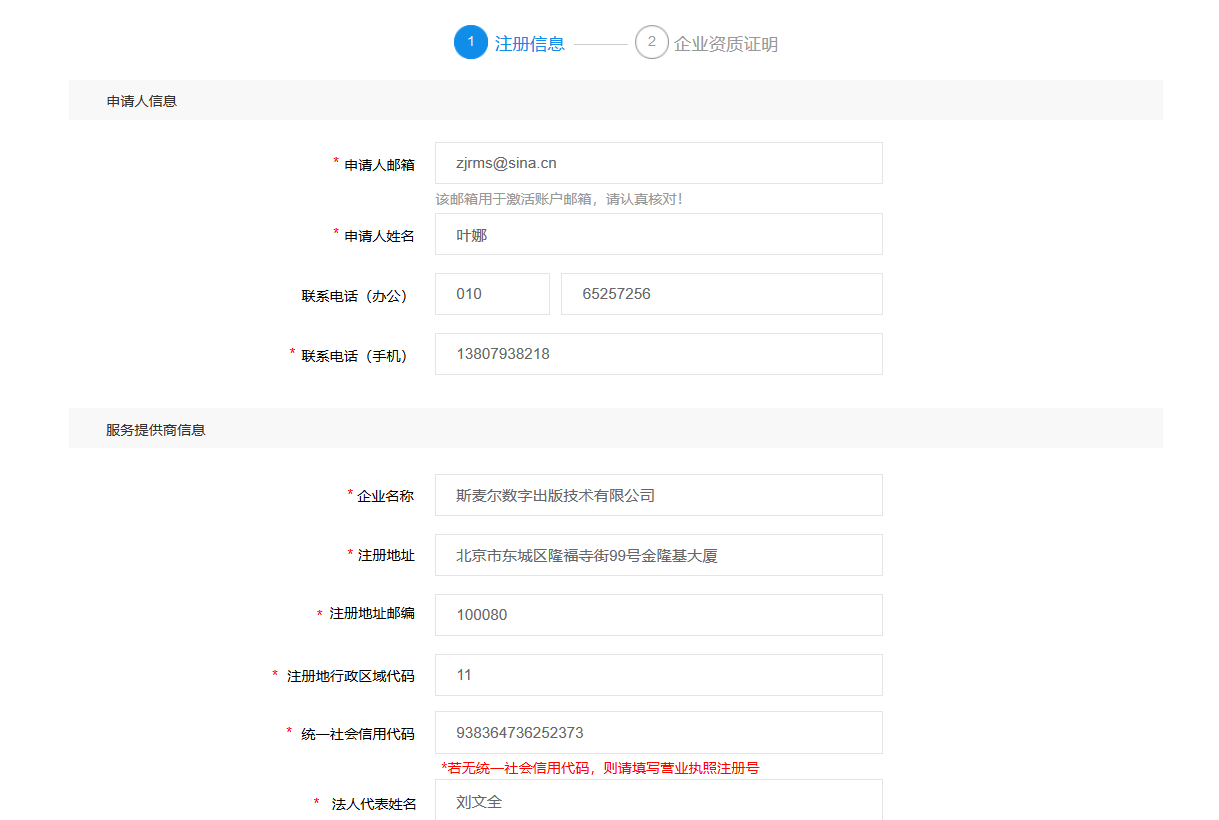 1 注册信息 2 企业资质证明
申请人信息
* 申请人邮箱 zjrms@sina.cn
该邮箱用于激活账户邮箱，请认真核对！
* 申请人姓名 叶娜
联系电话（办公） 010 65257256
* 联系电话（手机） 13807938218
服务提供商信息
* 企业名称 斯麦尔数字出版技术有限公司
* 注册地址 北京市东城区隆福寺街99号金隆基大厦
* 注册地址邮编 100080
* 注册地行政区域代码 11
* 统一社会信用代码 938364736252373
*若无统一社会信用代码，则请填写营业执照注册号
* 法人代表姓名 刘文全